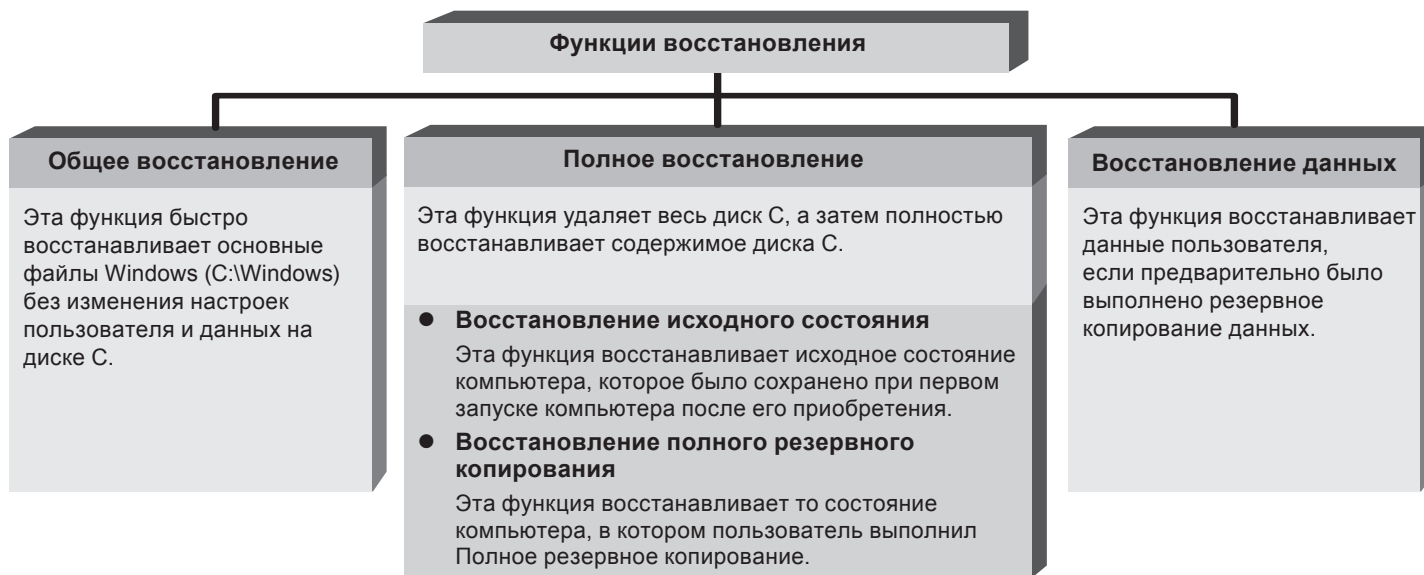 Функции восстановления
Общее восстановление
Эта функция быстро
восстанавливает основные
файлы Windows (C:\Windows)
без изменения настроек
пользователя и данных на
диске C.
Полное восстановление
Эта функция удаляет весь диск C, а затем полностью
восстанавливает содержимое диска C.
● Восстановление исходного состояния
Эта функция восстанавливает исходное состояние
компьютера, которое было сохранено при первом
запуске компьютера после его приобретения.
● Восстановление полного резервного
копирования
Эта функция восстанавливает то состояние
компьютера, в котором пользователь выполнил
Полное резервное копирование.
Восстановление данных
Эта функция восстанавливает
данные пользователя,
если предварительно было
выполнено резервное
копирование данных.